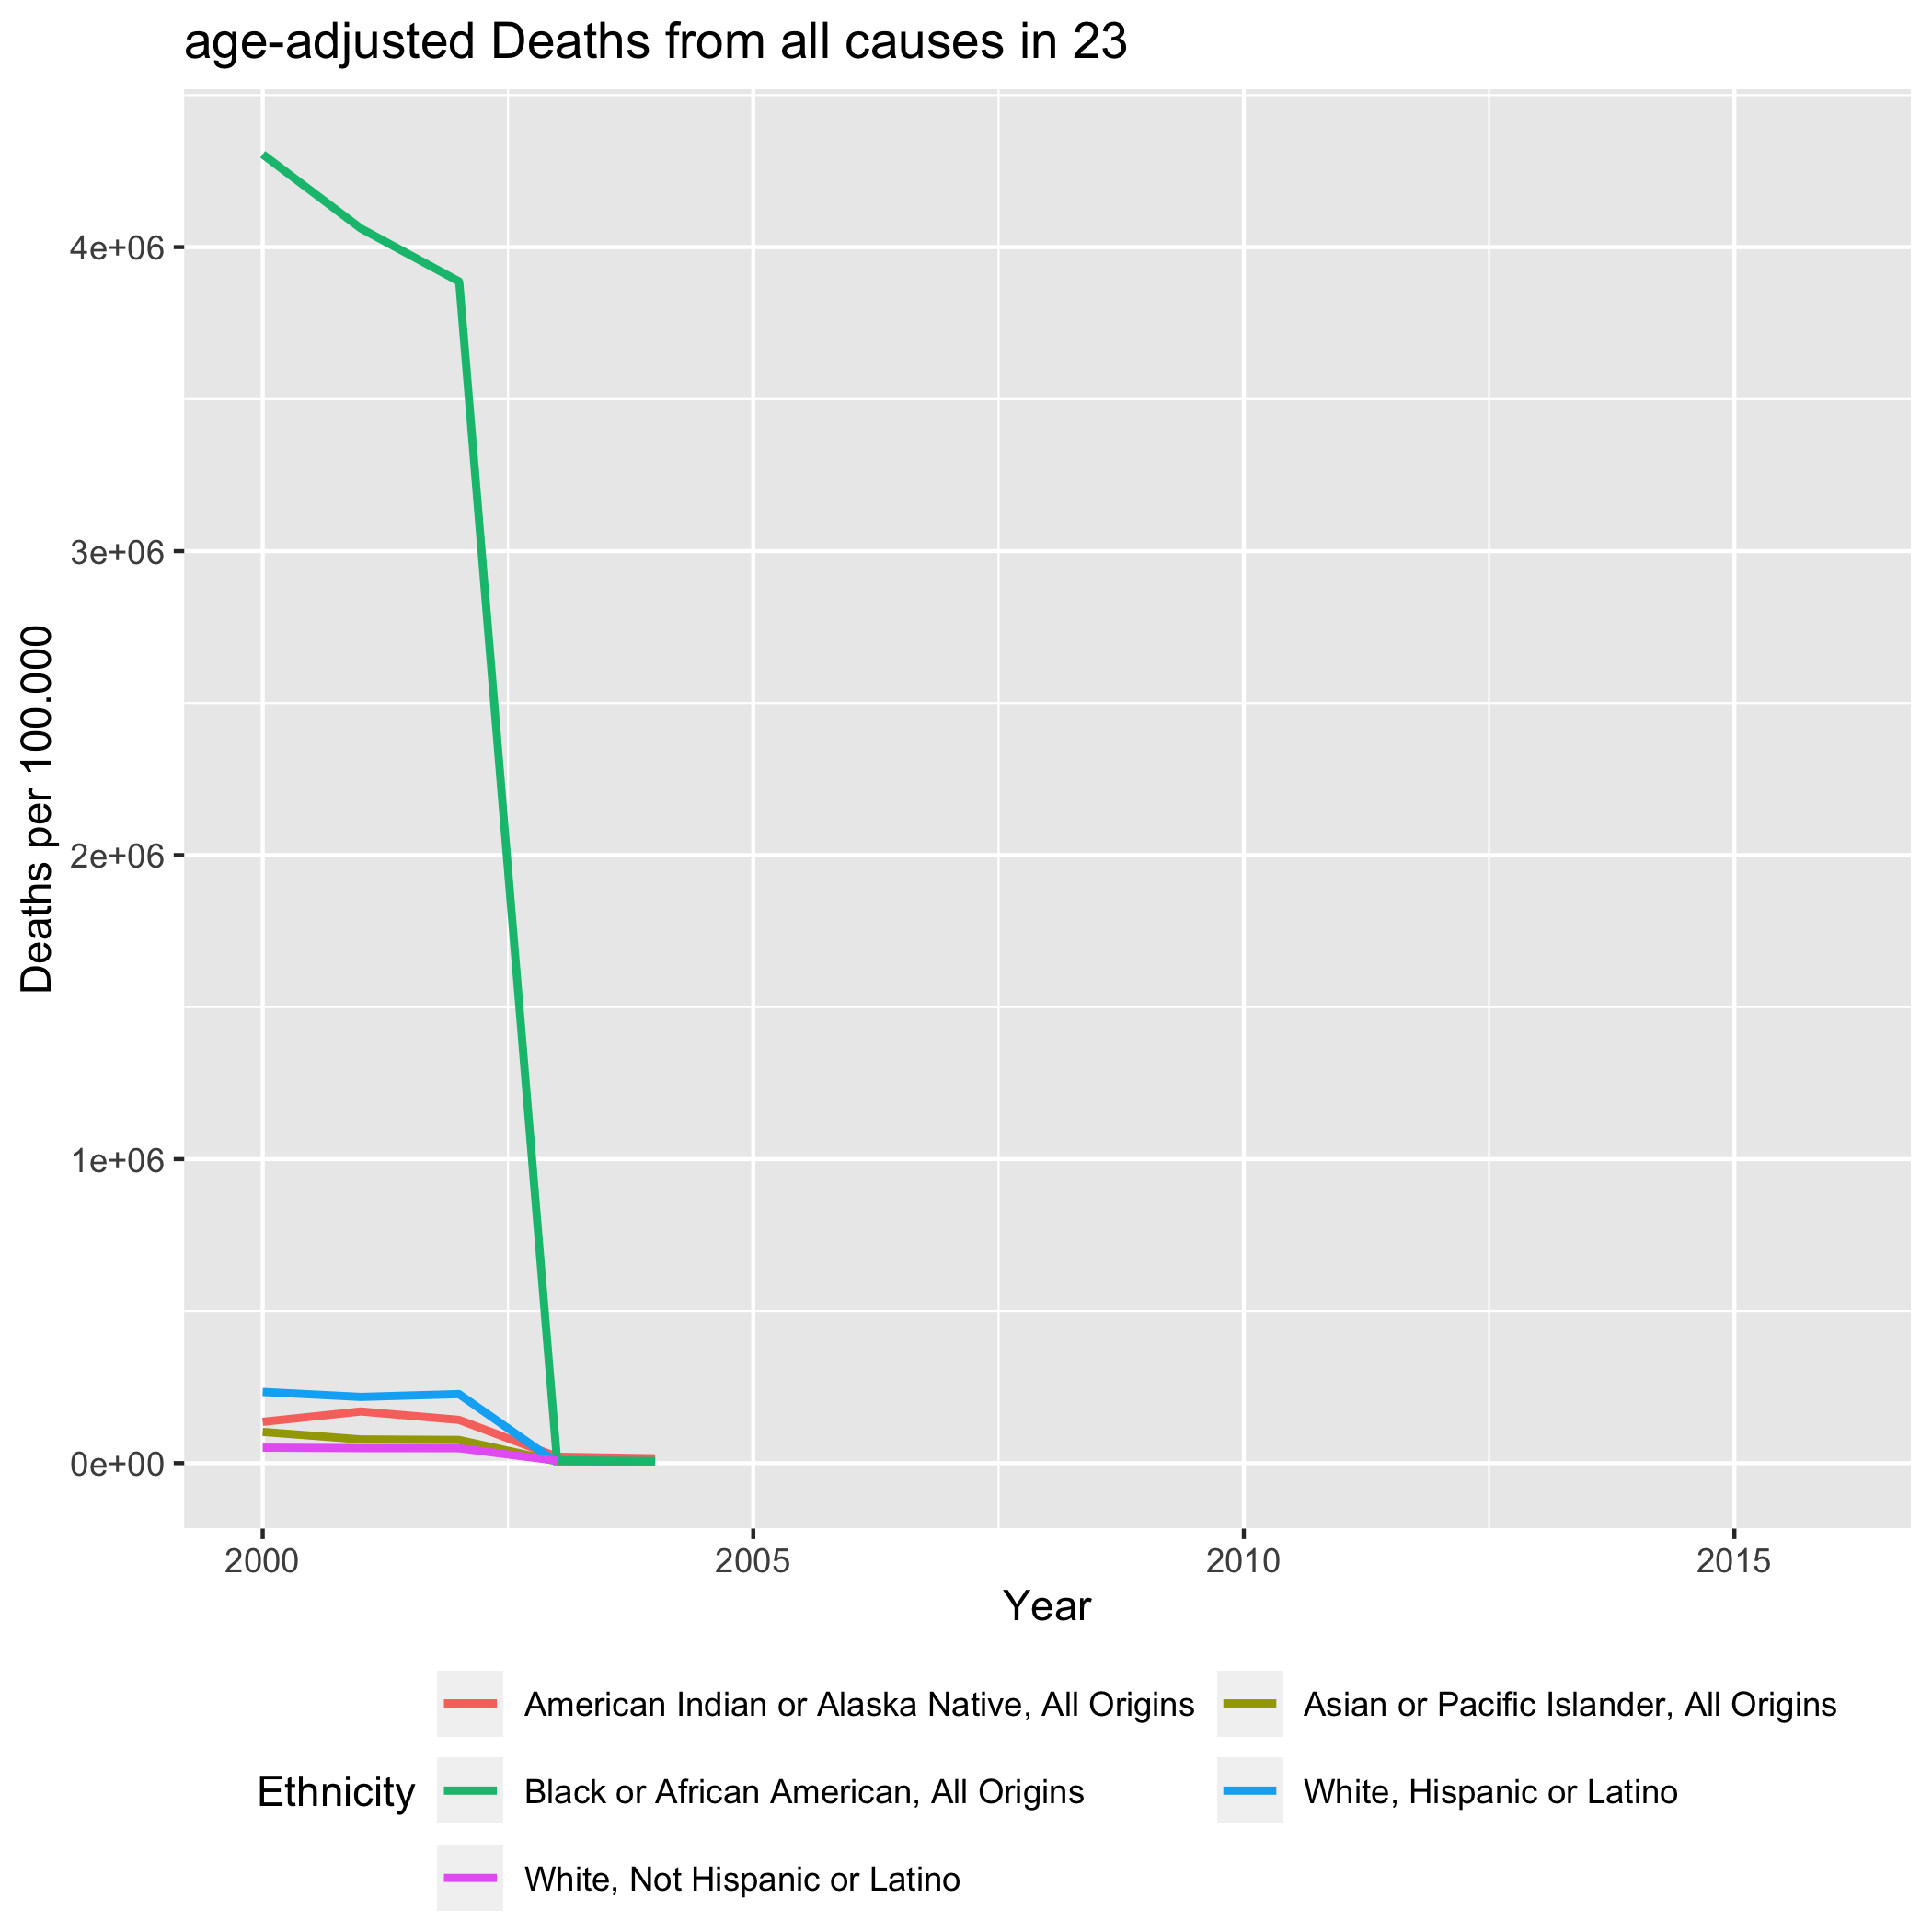 age-adjusted Deaths from all causes in 23
Deaths per 100.000
4e+06
3e+06
2e+06
1e+06
0e+00
2000 2005 2010 2015
Year
Ethnicity
American Indian or Alaska Native, All Origins
Asian or Pacific Islander, All Origins
Black or African American, All Origins
White, Hispanic or Latino
White, Not Hispanic or Latino